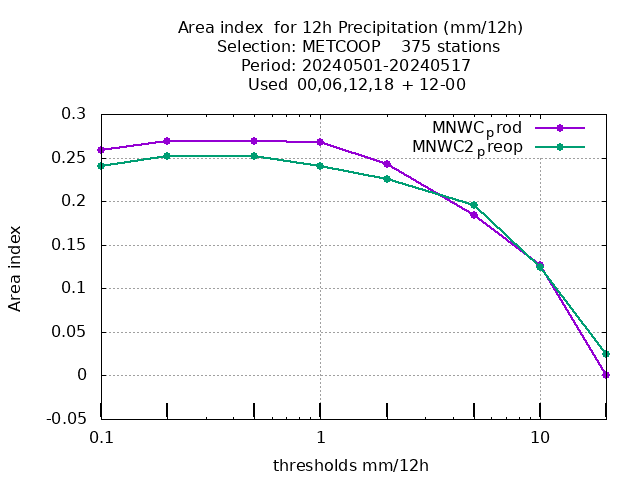 Area index  for 12h Precipitation (mm/12h)
Selection: METCOOP    375 stations
Period: 20240501-20240517
Used  00,06,12,18  + 12-00
MNWCprod
MNWC2preop
0.3
0.25
0.2
0.15
0.1
0.05
0
-0.05
Area index
0.1 1 10
thresholds mm/12h